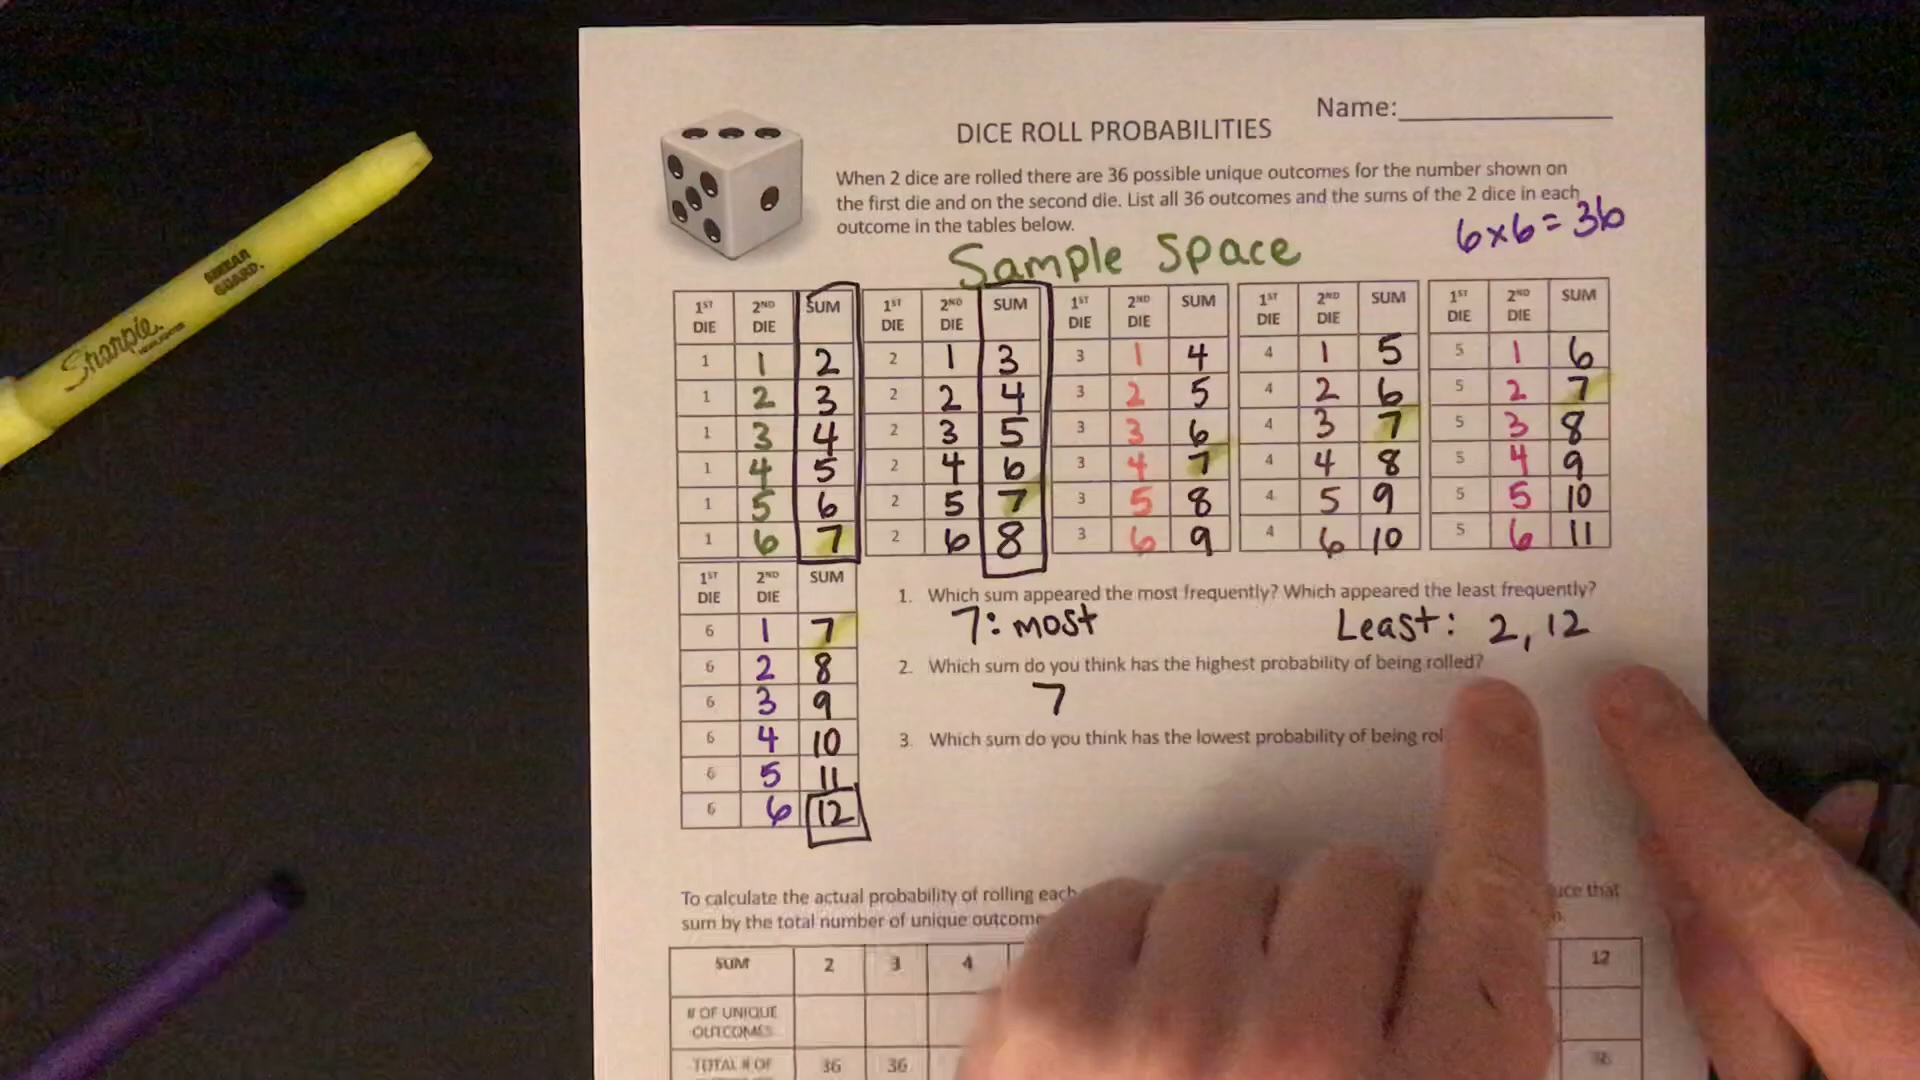 Name:
DICE ROLL PROBABILITIES
When 2 dice are rolled there are 36 possible unique outcomes for the number shown on
the first die and on the second die. List all 36 outcomes and the sums of the 2 dice in each
outcome in the tables below.
6x6=36
Sample Space
1ST DIE 2ND DIE SUM 1ST DIE 2ND DIE SUM 1ST DIE 2ND DIE SUM 1ST DIE 2ND DIE SUM 1ST DIE 2ND DIE SUM
1 1 2 2 1 3 3 1 4 4 1 5 5 1 6
1 2 3 2 2 4 3 2 5 4 2 6 5 2 7
1 3 4 2 3 5 3 3 6 4 3 7 5 3 8
1 4 5 2 4 6 3 4 7 4 4 8 5 4 9
1 5 6 2 5 7 3 5 8 4 5 9 5 5 10
1 6 7 2 6 8 3 6 9 4 6 10 5 6 11
1ST DIE 2ND DIE SUM
6 1 7
6 2 8
6 3 9
6 4 10
6 5 11
6 6 12
1. Which sum appeared the most frequently? Which appeared the least frequently?
7: most Least: 2, 12
2. Which sum do you think has the highest probability of being rolled?
7
3. Which sum do you think has the lowest probability of being rol
To calculate the actual probability of rolling each
sum by the total number of unique outcome
that
SUM 2 3 4 12
# OF UNIQUE
OUTCOMES
TOTAL # OF 36 36 36
Sharpie.
HIGHLIGHTER
SMEAR
GUARD.